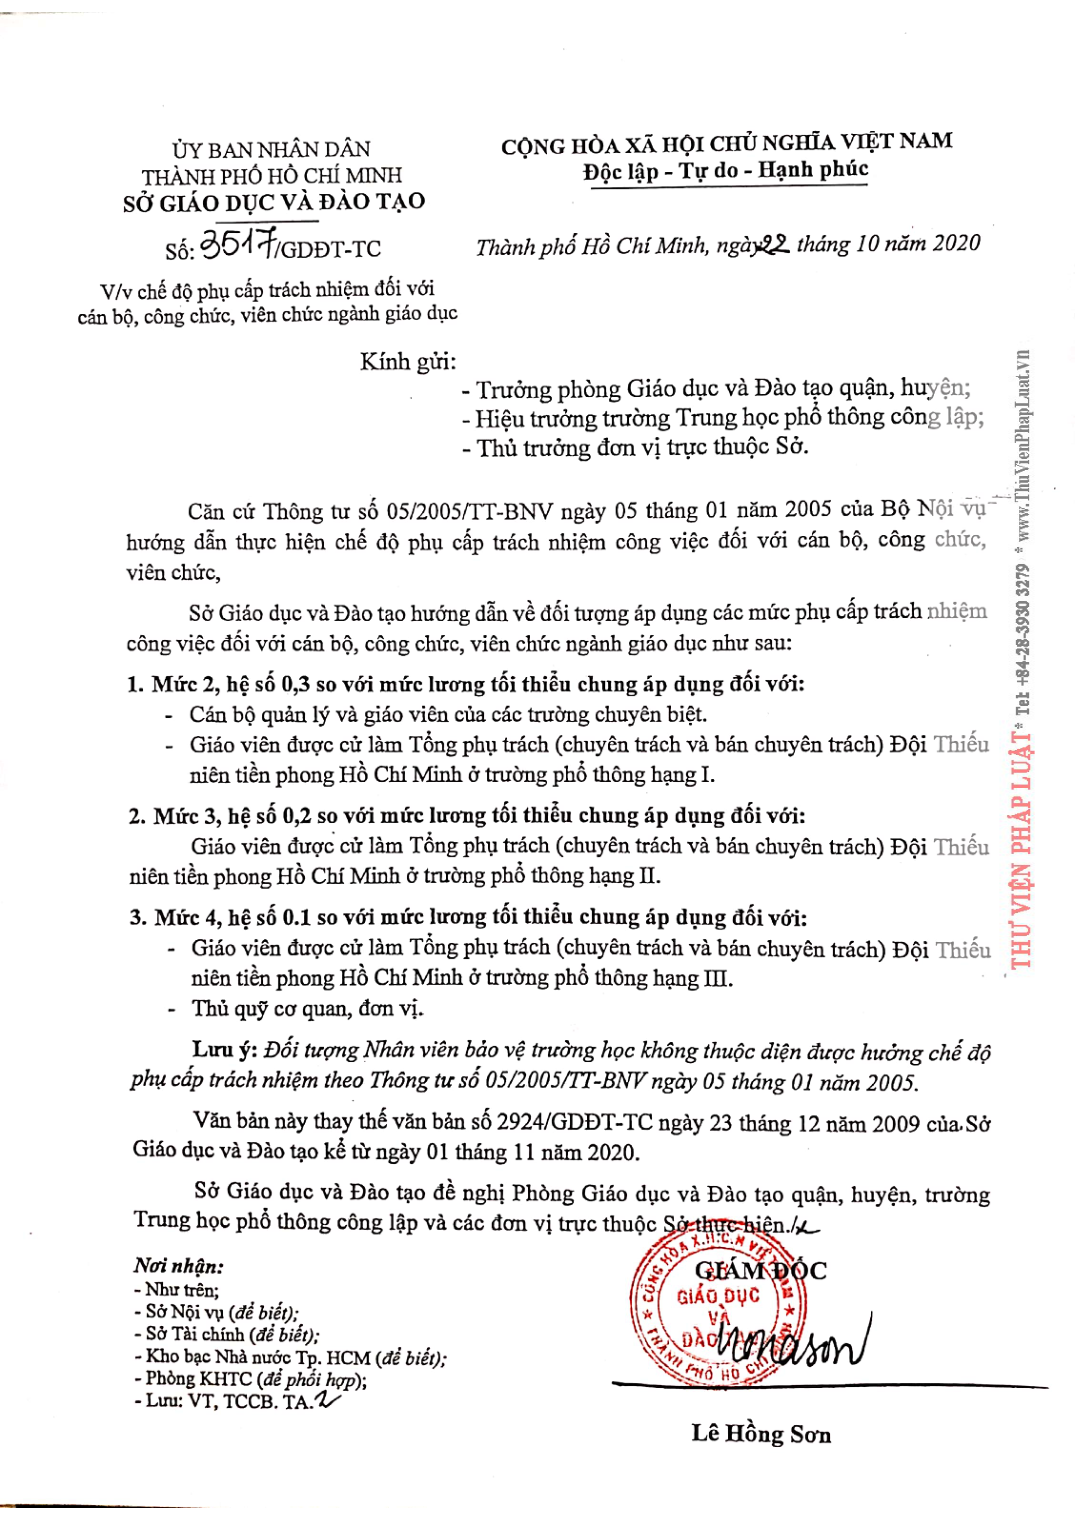 ỦY BAN NHÂN DÂN
THÀNH PHỐ HỒ CHÍ MINH
SỞ GIÁO DỤC VÀ ĐÀO TẠO
Số: 3517/GDĐT-TC
V/v chế độ phụ cấp trách nhiệm đối với
cán bộ, công chức, viên chức ngành giáo dục
CỘNG HÒA XÃ HỘI CHỦ NGHĨA VIỆT NAM
Độc lập - Tự do - Hạnh phúc
Thành phố Hồ Chí Minh, ngày 22 tháng 10 năm 2020
Kính gửi:
- Trưởng phòng Giáo dục và Đào tạo quận, huyện;
- Hiệu trưởng trường Trung học phổ thông công lập;
- Thủ trưởng đơn vị trực thuộc Sở.
Căn cứ Thông tư số 05/2005/TT-BNV ngày 05 tháng 01 năm 2005 của Bộ Nội vụ
hướng dẫn thực hiện chế độ phụ cấp trách nhiệm công việc đối với cán bộ, công chức,
viên chức,
Sở Giáo dục và Đào tạo hướng dẫn về đối tượng áp dụng các mức phụ cấp trách nhiệm
công việc đối với cán bộ, công chức, viên chức ngành giáo dục như sau:
1. Mức 2, hệ số 0,3 so với mức lương tối thiểu chung áp dụng đối với:
- Cán bộ quản lý và giáo viên của các trường chuyên biệt.
- Giáo viên được cử làm Tổng phụ trách (chuyên trách và bán chuyên trách) Đội Thiếu
niên tiền phong Hồ Chí Minh ở trường phổ thông hạng I.
2. Mức 3, hệ số 0,2 so với mức lương tối thiểu chung áp dụng đối với:
Giáo viên được cử làm Tổng phụ trách (chuyên trách và bán chuyên trách) Đội Thiếu
niên tiền phong Hồ Chí Minh ở trường phổ thông hạng II.
3. Mức 4, hệ số 0.1 so với mức lương tối thiểu chung áp dụng đối với:
- Giáo viên được cử làm Tổng phụ trách (chuyên trách và bán chuyên trách) Đội Thiếu
niên tiền phong Hồ Chí Minh ở trường phổ thông hạng III.
- Thủ quỹ cơ quan, đơn vị.
Lưu ý: Đối tượng Nhân viên bảo vệ trường học không thuộc diện được hưởng chế độ
phụ cấp trách nhiệm theo Thông tư số 05/2005/TT-BNV ngày 05 tháng 01 năm 2005.
Văn bản này thay thế văn bản số 2924/GDĐT-TC ngày 23 tháng 12 năm 2009 của Sở
Giáo dục và Đào tạo kể từ ngày 01 tháng 11 năm 2020.
Sở Giáo dục và Đào tạo đề nghị Phòng Giáo dục và Đào tạo quận, huyện, trường
Trung học phổ thông công lập và các đơn vị trực thuộc Sở thực hiện./.
Nơi nhận:
- Như trên;
- Sở Nội vụ (để biết);
- Sở Tài chính (để biết);
- Kho bạc Nhà nước Tp. HCM (để biết);
- Phòng KHTC (để phối hợp);
- Lưu: VT, TCCB. TA.2
GIÁM ĐỐC
CỘNG HÒA X.H.C.N VIỆT NAM
THÀNH PHỐ HỒ CHÍ MINH
SỞ
GIÁO DỤC
VÀ
ĐÀO TẠO
Lê Hồng Sơn
THƯ VIỆN PHÁP LUẬT * Tel: +84-28-3930 3279 * www.ThuVienPhapLuat.vn